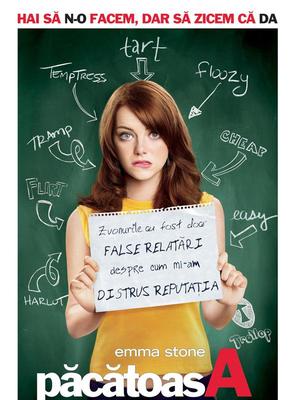 HAI SĂ N-O FACEM, DAR SĂ ZICEM CĂ DA
tart
TEMPTRESS
floozy
TRAMP
CHEAP
FLIRT
easy
HARLOT
Trollop
Zvonurile au fost doar
FALSE RELATĂRI
despre cum mi-am
DISTRUS REPUTAȚIA
emma stone
păcătoasA